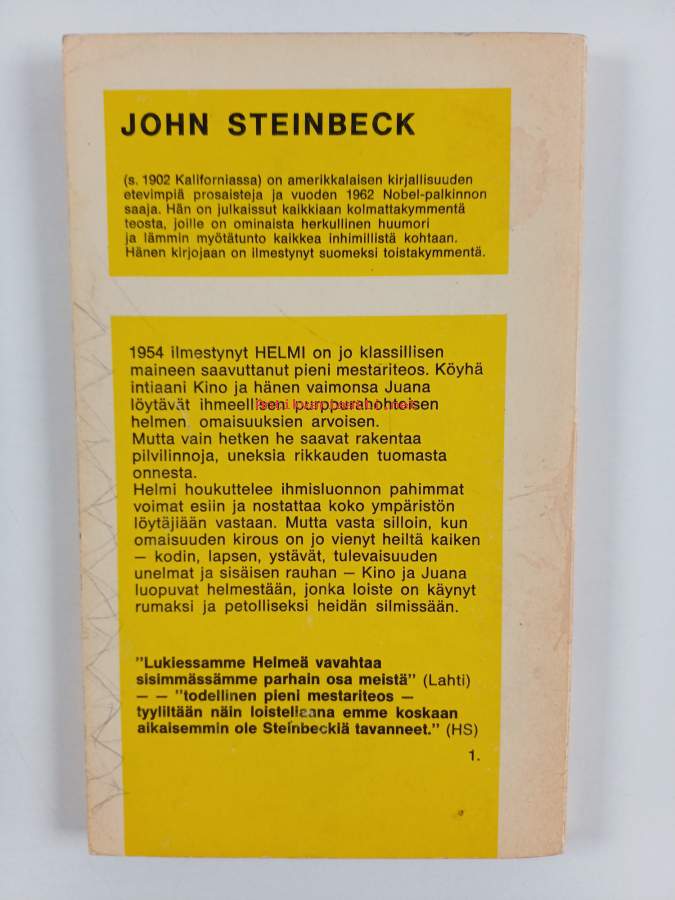 JOHN STEINBECK
(s. 1902 Kaliforniassa) on amerikkalaisen kirjallisuuden
etevimpiä prosaisteja ja vuoden 1962 Nobel-palkinnon
saaja. Hän on julkaissut kaikkiaan kolmattakymmentä
teosta, joille on ominaista herkullinen huumori
ja lämmin myötätunto kaikkea inhimillistä kohtaan.
Hänen kirjojaan on ilmestynyt suomeksi toistakymmentä.
1954 ilmestynyt HELMI on jo klassillisen
maineen saavuttanut pieni mestariteos. Köyhä
intiaani Kino ja hänen vaimonsa Juana
löytävät ihmeellisen
helmen, omaisuuksien arvoisen.
Mutta vain hetken he saavat rakentaa
pilvilinnoja, uneksia rikkauden tuomasta
onnesta.
Helmi houkuttelee ihmisluonnon pahimmat
voimat esiin ja nostattaa koko ympäristön
löytäjiään vastaan. Mutta vasta silloin, kun
omaisuuden kirous on jo vienyt heiltä kaiken
– kodin, lapsen, ystävät, tulevaisuuden
unelmat ja sisäisen rauhan – Kino ja Juana
luopuvat helmestään, jonka loiste on käynyt
rumaksi ja petolliseksi heidän silmissään.
"Lukiessamme Helmeä vavahtaa
sisimmässämme parhain osa meistä" (Lahti)
– – "todellinen pieni mestariteos –
tyyliltään näin loisteliaana emme koskaan
aikaisemmin ole Steinbeckiä tavanneet." (HS)
1.